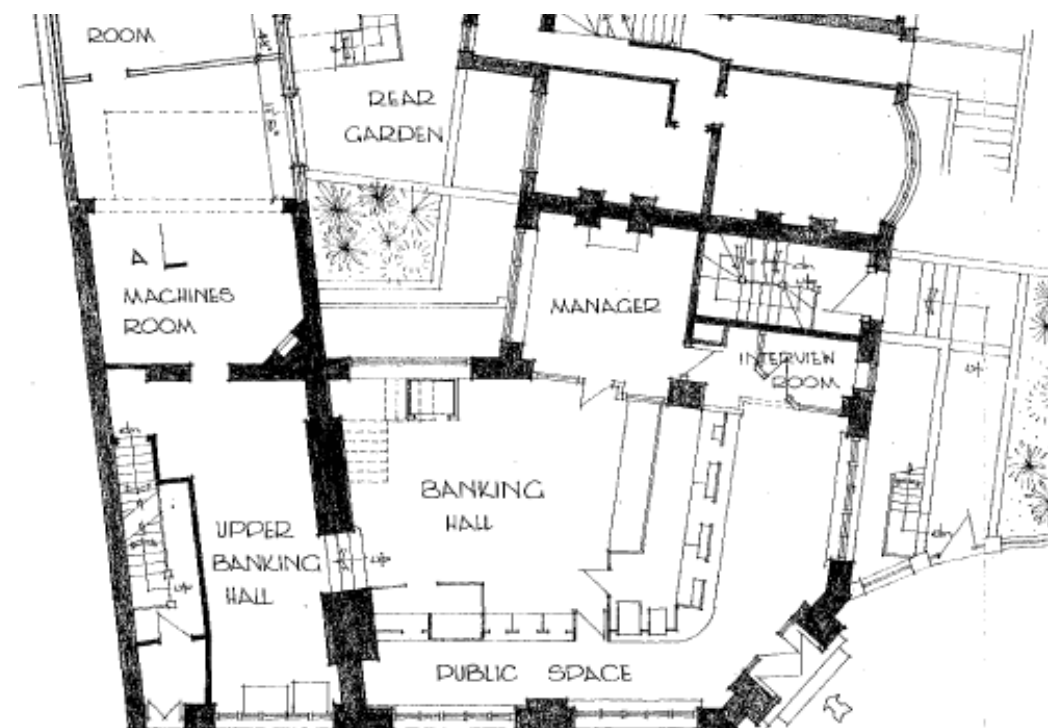 ROOM
REAR
GARDEN
A
MACHINES
ROOM
MANAGER
INTERVIEW
ROOM
BANKING
HALL
UPPER
BANKING
HALL
PUBLIC SPACE